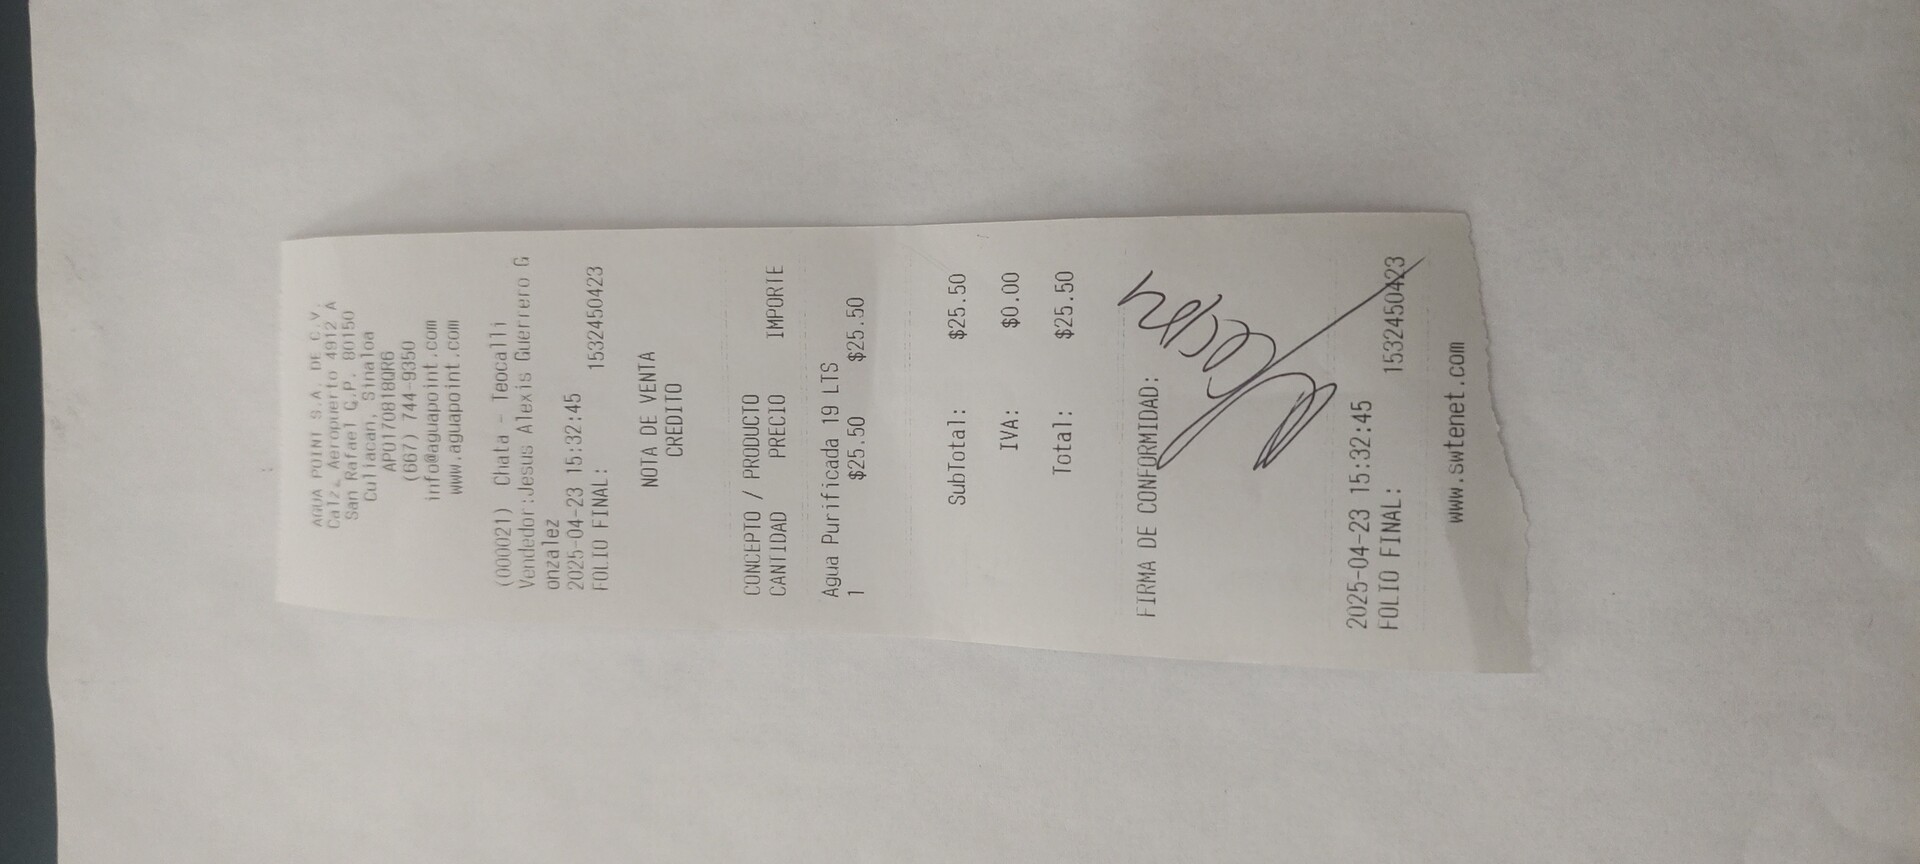 AGUA POINT S.A. DE C.V.
Calz. Aeropuerto 4912 A
San Rafael C.P. 80150
Culiacan, Sinaloa
APO170818QR6
(667) 744-9350
info@aguapoint.com
www.aguapoint.com
(000021) Chata - Teocalli
Vendedor:Jesus Alexis Guerrero G
onzalez
2025-04-23 15:32:45
FOLIO FINAL: 1532450423
NOTA DE VENTA
CREDITO
CONCEPTO / PRODUCTO
CANTIDAD PRECIO IMPORTE
Agua Purificada 19 LTS
1 $25.50 $25.50
SubTotal: $25.50
IVA: $0.00
Total: $25.50
FIRMA DE CONFORMIDAD:
2025-04-23 15:32:45
FOLIO FINAL: 1532450423
www.swtenet.com